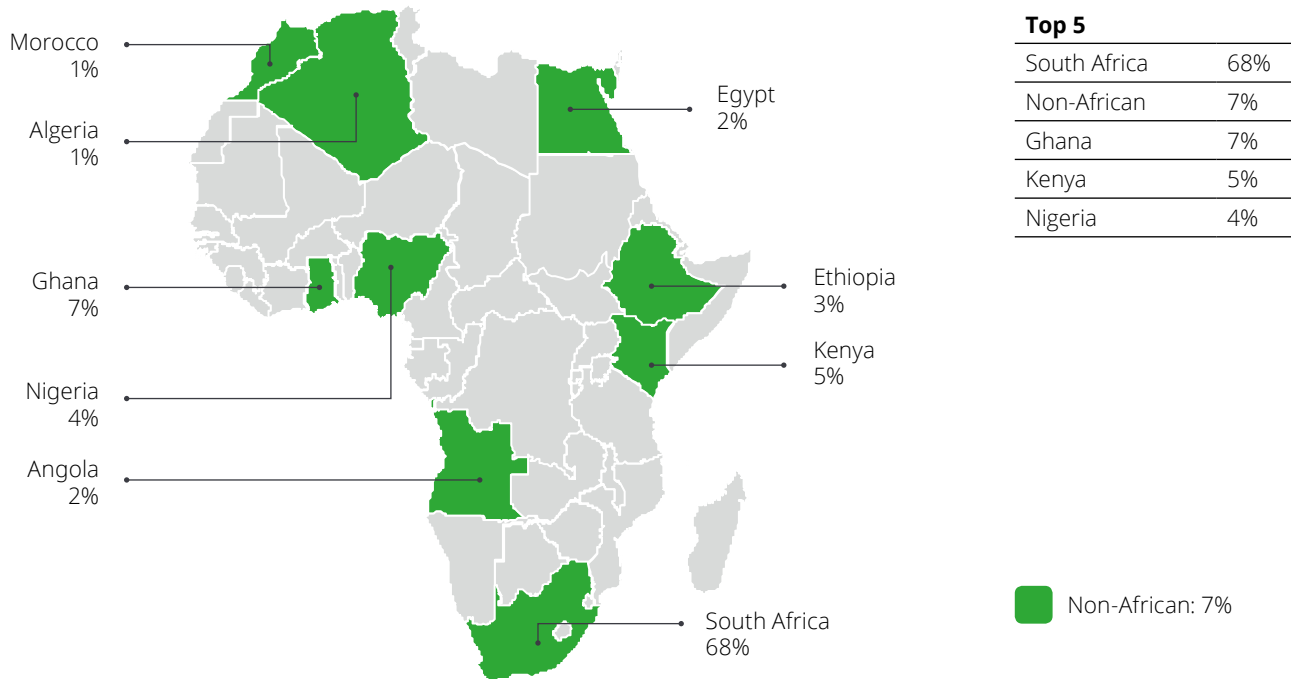 Morocco
1%
Algeria
1%
Ghana
7%
Nigeria
4%
Angola
2%
Egypt
2%
Ethiopia
3%
Kenya
5%
South Africa
68%
Top 5
South Africa 68%
Non-African 7%
Ghana 7%
Kenya 5%
Nigeria 4%
Non-African: 7%